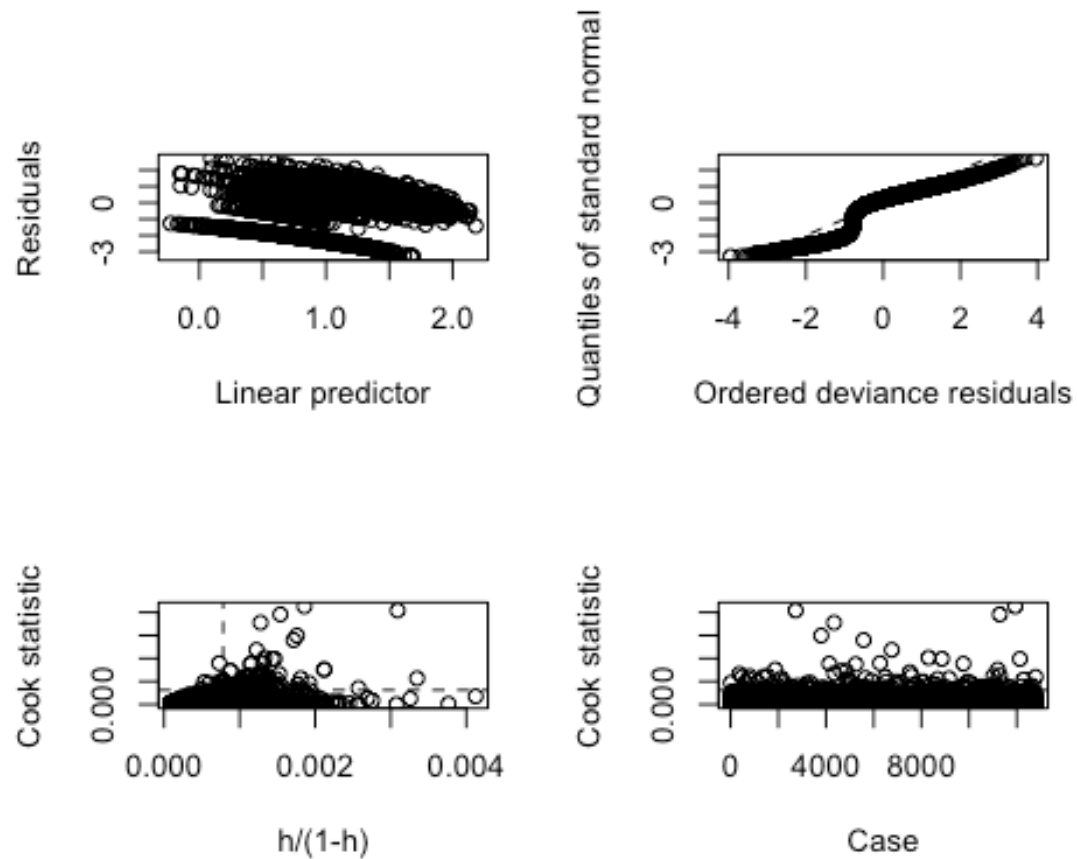 Residuals
0
-3
0.0 1.0 2.0
Linear predictor
Quantiles of standard normal
0
-3
-4 -2 0 2 4
Ordered deviance residuals
Cook statistic
0.000
0.000 0.002 0.004
h/(1-h)
Cook statistic
0.000
0 4000 8000
Case